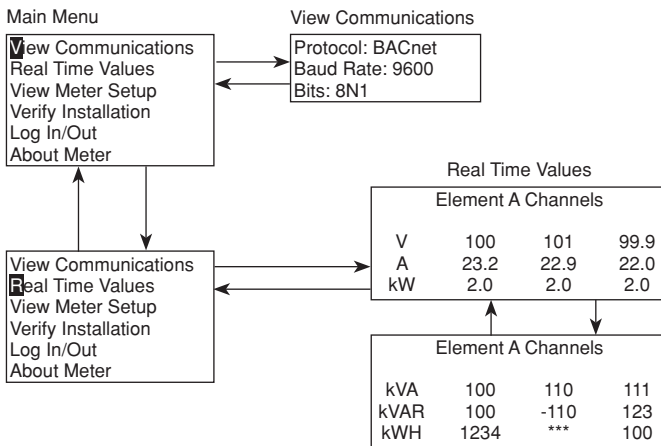 Main Menu
View Communications
Real Time Values
View Meter Setup
Verify Installation
Log In/Out
About Meter
View Communications
Protocol: BACnet
Baud Rate: 9600
Bits: 8N1
View Communications
Real Time Values
View Meter Setup
Verify Installation
Log In/Out
About Meter
Real Time Values
Element A Channels
V 100 101 99.9
A 23.2 22.9 22.0
kW 2.0 2.0 2.0
Element A Channels
kVA 100 110 111
kVAR 100 -110 123
kWH 1234 *** 100